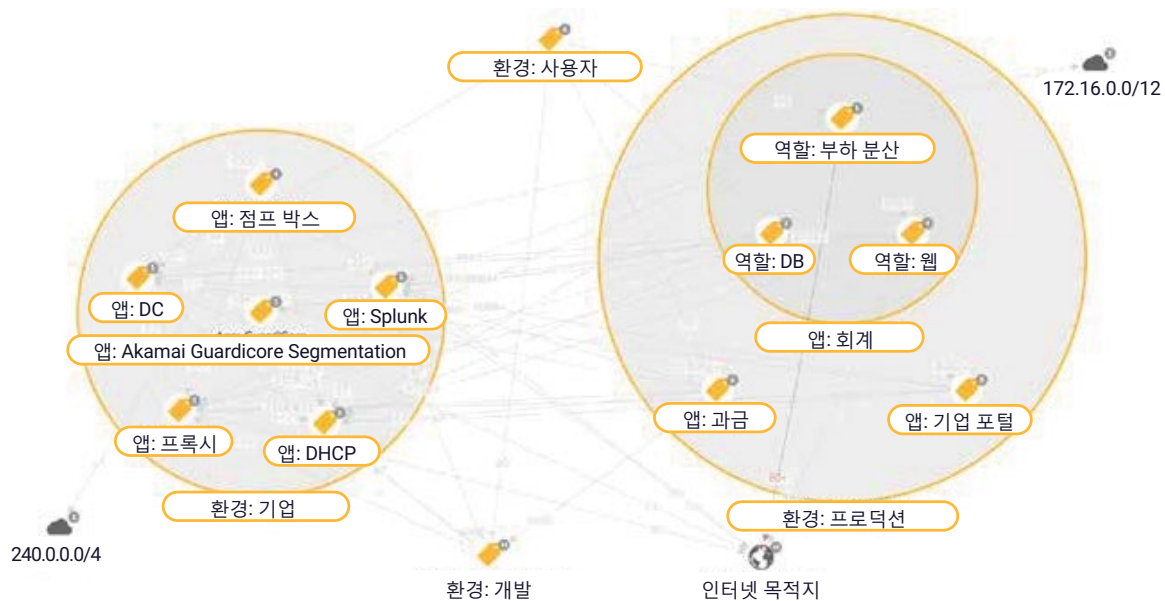 환경: 사용자
172.16.0.0/12
역할: 부하 분산
앱: 점프 박스
역할: DB
역할: 웹
앱: DC
앱: Splunk
앱: 회계
앱: Akamai Guardicore Segmentation
앱: 과금
앱: 기업 포털
앱: 프록시
앱: DHCP
환경: 기업
환경: 프로덕션
240.0.0.0/4
환경: 개발
인터넷 목적지